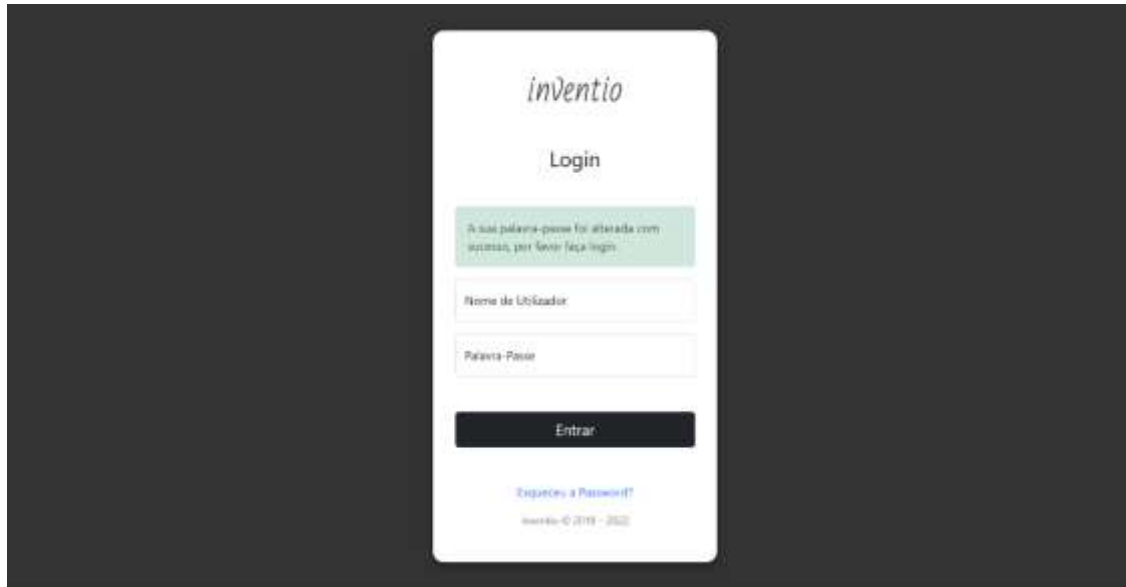 inventio
Login
A sua palavra-passe foi alterada com
sucesso, por favor faça login.
Nome de Utilizador
Palavra-Passe
Entrar
Esqueceu a Password?
Inventio © 2019 - 2022